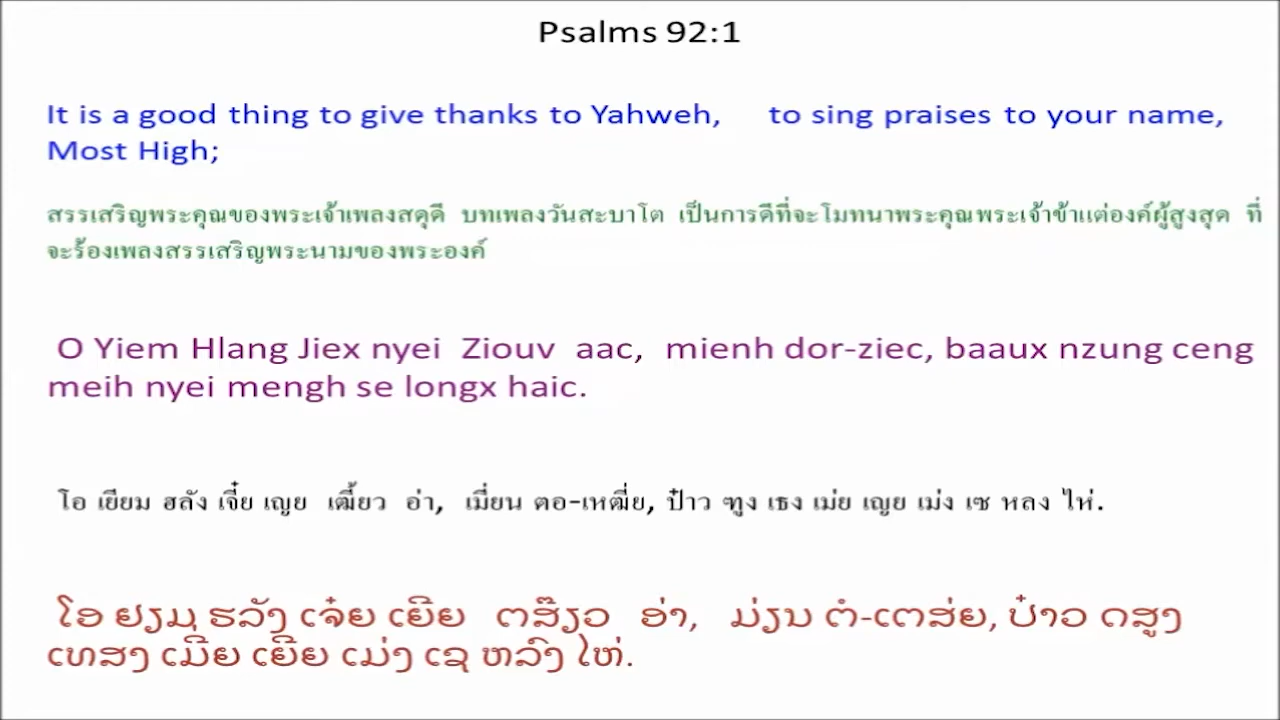 Psalms 92:1
It is a good thing to give thanks to Yahweh, to sing praises to your name,
Most High;
สรรเสริญพระคุณของพระเจ้าเพลงสดุดี บทเพลงวันสะบาโต เป็นการดีที่จะโมทนาพระคุณพระเจ้าข้าแต่องค์ผู้สูงสุด ที่
จะร้องเพลงสรรเสริญพระนามของพระองค์
O Yiem Hlang Jiex nyei Ziouv aac, mienh dor-ziec, baaux nzung ceng
meih nyei mengh se longx haic.
โอ เยียม ฮลัง เจี๋ย เญย เฒี้ยว อ่า, เมี่ยน ตอ-เหฒี่ย, ป๋าว ฑูง เธง เม่ย เญย เม่ง เซ หลง ไห่.
ໂອ ຢຽມ ຮລັງ ເຈ໋ຍ ເຍີຍ ຕສ໊ຽວ ອ່າ, ມ່ຽນ ຕໍ-ເຕສ່ຍ, ປ໋າວ ດສູງ
ເທສງ ເມີ່ຍ ເຍີຍ ເມ່ງ ເຊ ຫລົງ ໄຫ່.